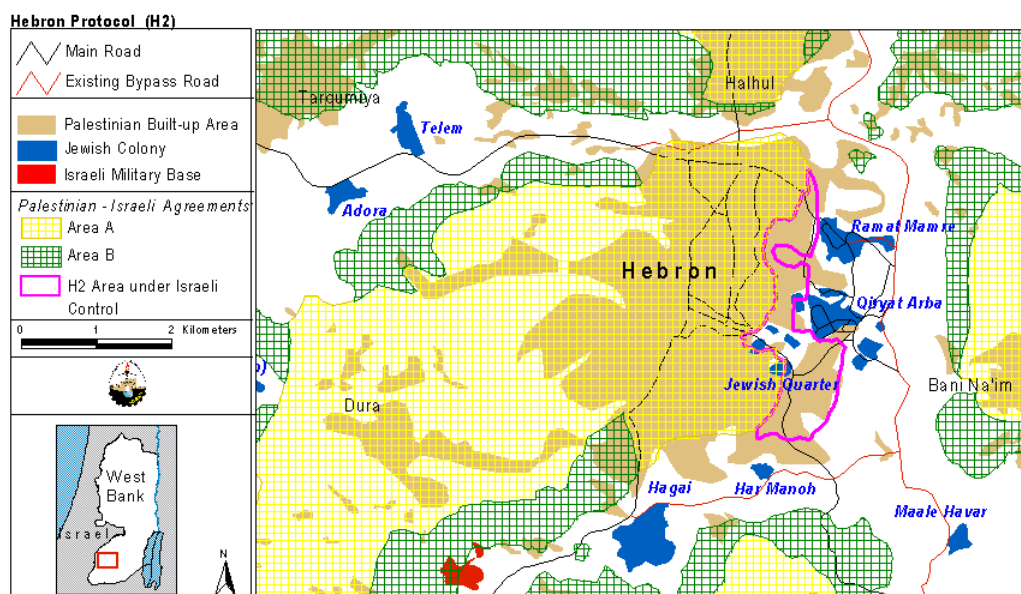 Hebron Protocol (H2)
Main Road
Existing Bypass Road
Palestinian Built-up Area
Jewish Colony
Israeli Military Base
Palestinian - Israeli Agreements
Area A
Area B
H2 Area under Israeli
Control
0 1 2 Kilometers
West
Bank
Israel
N
Halhul
Tarqumiya
Telem
Adora
Ramat Mamre
Hebron
Qiryat Arba
Jewish Quarter
Bani Na'im
Dura
Hagai
Har Manoh
Maale Havar